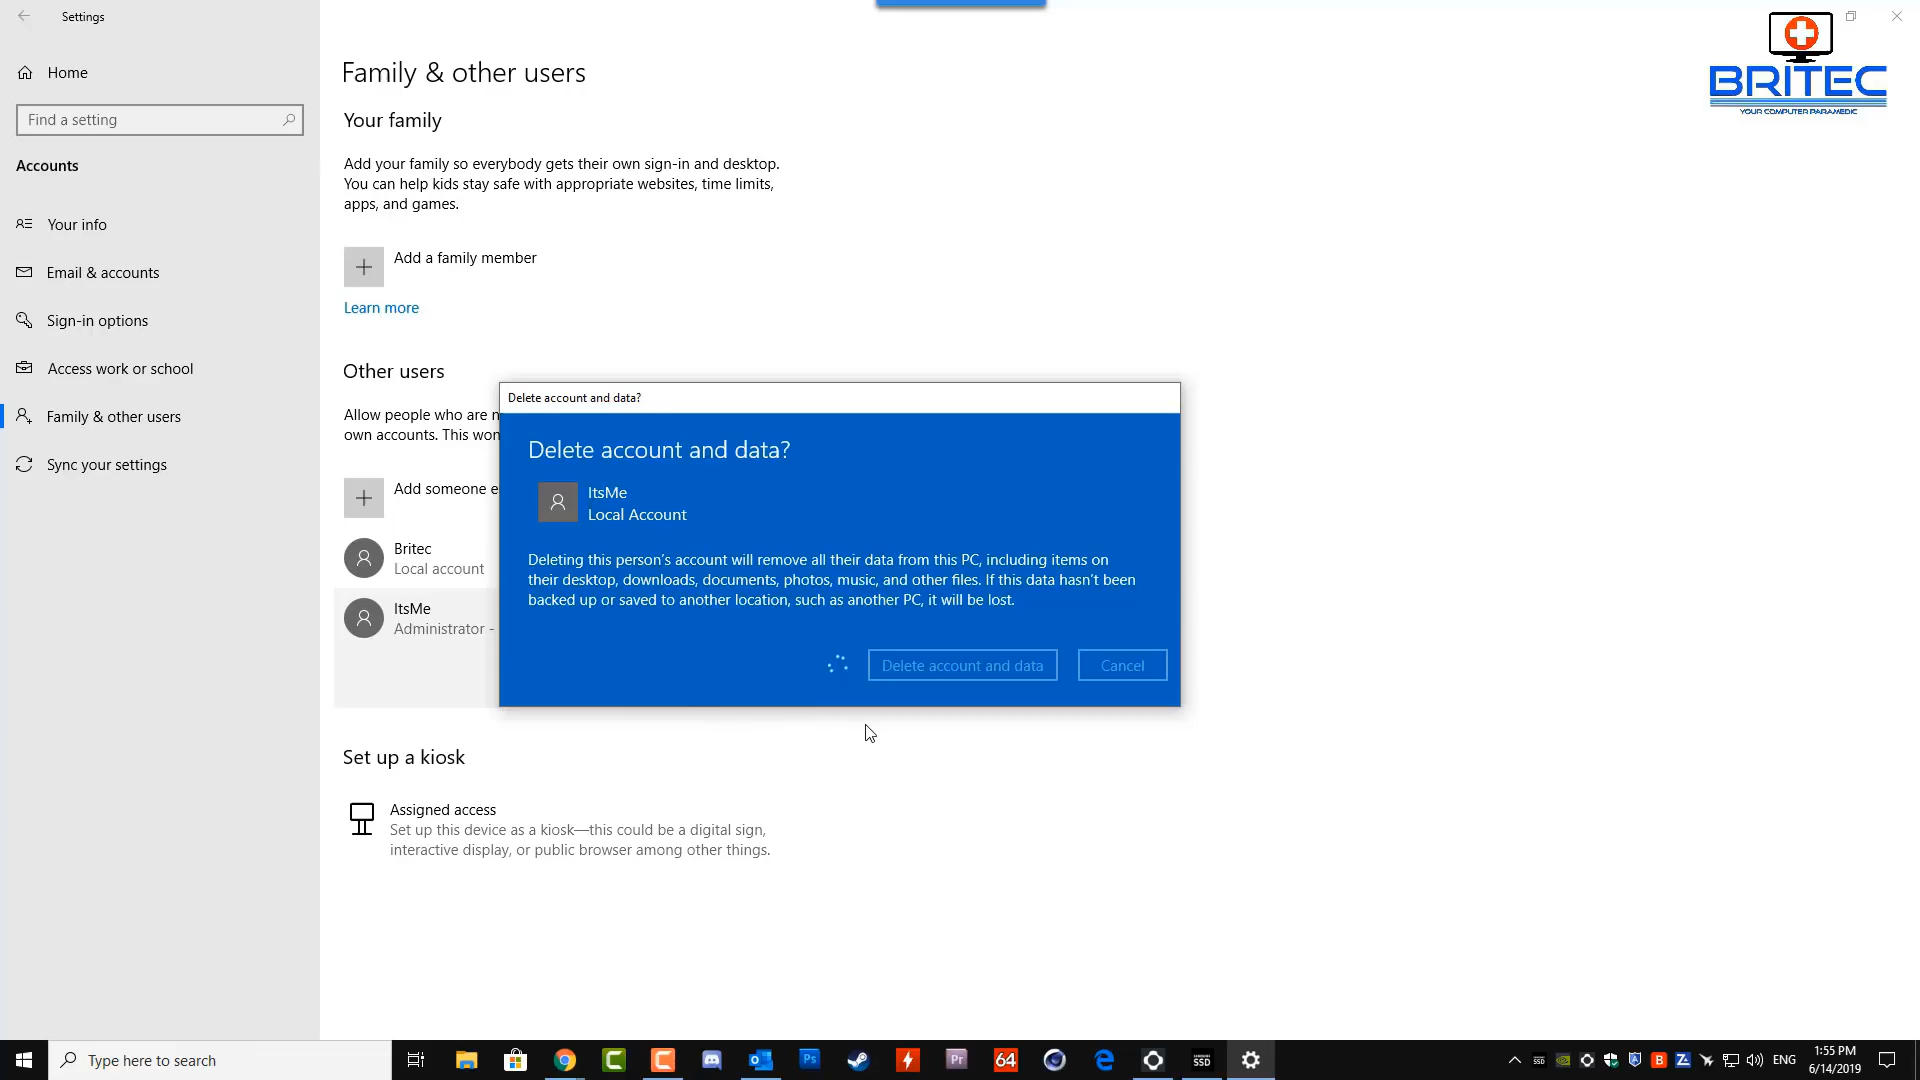 Settings
Home
Find a setting
Accounts
Your info
Email & accounts
Sign-in options
Access work or school
Family & other users
Sync your settings
Family & other users
Your family
Add your family so everybody gets their own sign-in and desktop.
You can help kids stay safe with appropriate websites, time limits,
apps, and games.
Add a family member
Learn more
Other users
Allow people who are n
own accounts. This won
Add someone e
Britec
Local account
ItsMe
Administrator -
Delete account and data?
Delete account and data?
ItsMe
Local Account
Deleting this person's account will remove all their data from this PC, including items on
their desktop, downloads, documents, photos, music, and other files. If this data hasn't been
backed up or saved to another location, such as another PC, it will be lost.
Delete account and data
Cancel
Set up a kiosk
Assigned access
Set up this device as a kiosk—this could be a digital sign,
interactive display, or public browser among other things.
BRITEC
YOUR COMPUTER PARAMEDIC
Type here to search
Ps
Pr
64
SSD
SSD
B
Z
ENG
1:55 PM
6/14/2019